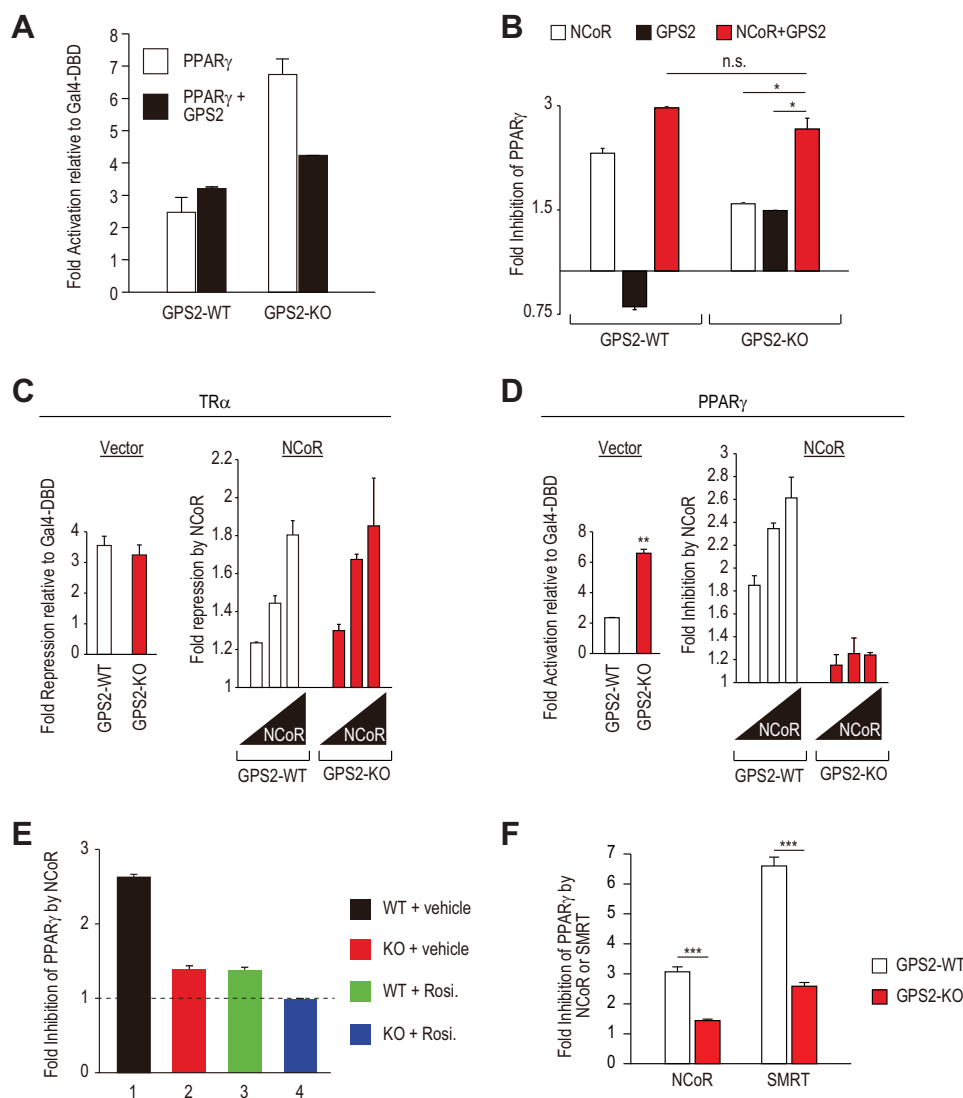 A
Fold Activation relative to Gal4-DBD
8
7
6
5
4
3
2
1
0
PPARγ
PPARγ +
GPS2
GPS2-WT
GPS2-KO
B
NCoR
GPS2
NCoR+GPS2
n.s.
*
*
Fold Inhibition of PPARγ
3
1.5
0.75
GPS2-WT
GPS2-KO
C
TRα
Vector
Fold Repression relative to Gal4-DBD
4
3
2
1
0
GPS2-WT
GPS2-KO
NCoR
Fold repression by NCoR
2.2
2
1.8
1.6
1.4
1.2
1
NCoR
NCoR
GPS2-WT
GPS2-KO
D
PPARγ
Vector
Fold Activation relative to Gal4-DBD
8
6
4
2
0
**
GPS2-WT
GPS2-KO
NCoR
Fold Inhibition by NCoR
3
2.8
2.6
2.4
2.2
2
1.8
1.6
1.4
1.2
1
NCoR
NCoR
GPS2-WT
GPS2-KO
E
Fold Inhibition of PPARγ by NCoR
3
2
1
0
1
2
3
4
WT + vehicle
KO + vehicle
WT + Rosi.
KO + Rosi.
F
Fold Inhibition of PPARγ by
NCoR or SMRT
7
6
5
4
3
2
1
0
***
***
NCoR
SMRT
GPS2-WT
GPS2-KO